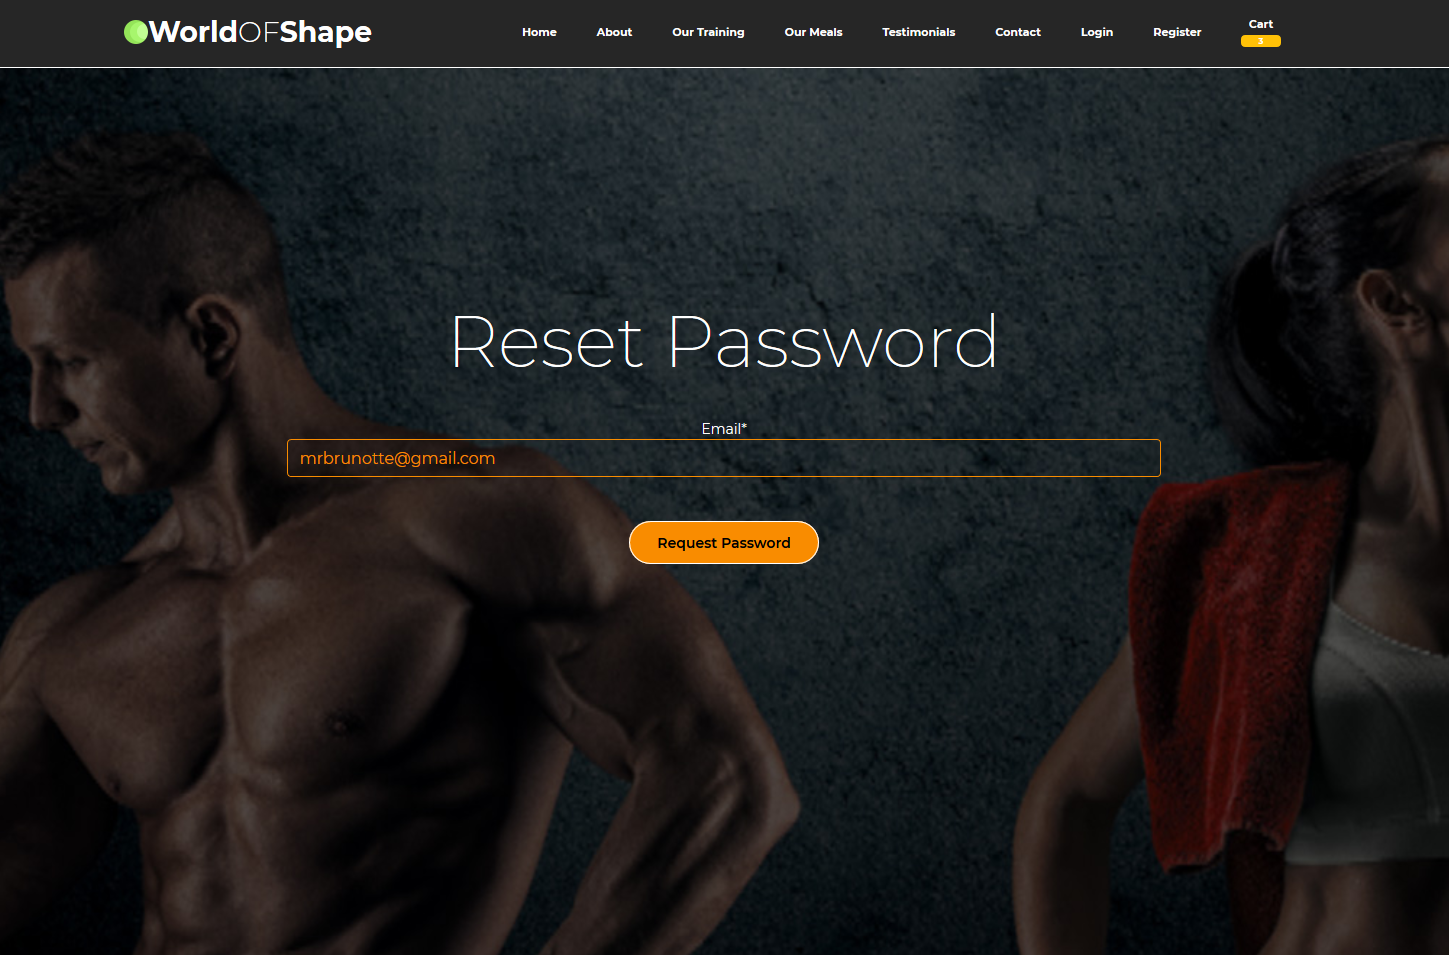 WorldOFShape
Home About Our Training Our Meals Testimonials Contact Login Register Cart
3
Reset Password
Email*
mrbrunotte@gmail.com
Request Password